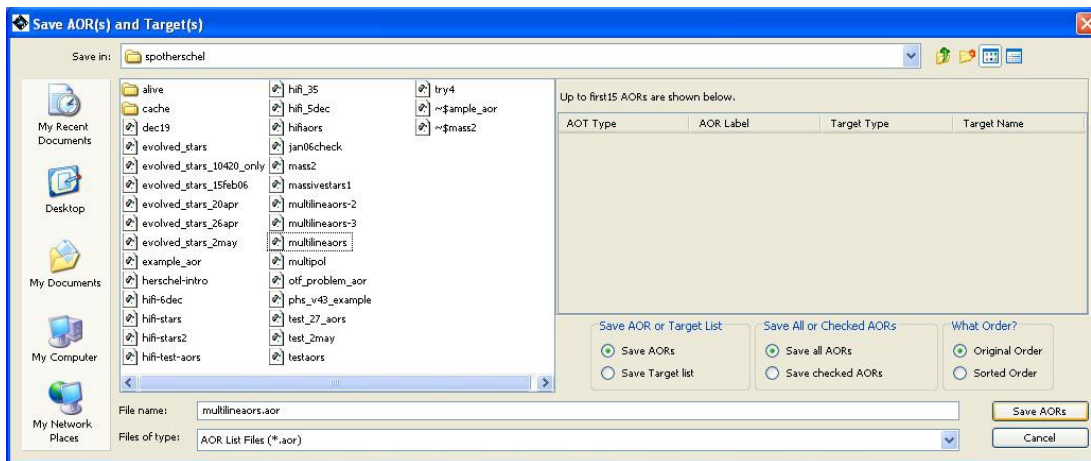 Save AOR(s) and Target(s)
Save in:
spotherschel
My Recent
Documents
Desktop
My Documents
My Computer
My Network
Places
alive
cache
dec19
evolved_stars
evolved_stars_10420_only
evolved_stars_15feb06
evolved_stars_20apr
evolved_stars_26apr
evolved_stars_2may
example_aor
herschel-intro
hifi-6dec
hifi-stars
hifi-stars2
hifi-test-aors
hifi_35
hifi_5dec
hifiaors
jan06check
mass2
massivestars1
multilineaors-2
multilineaors-3
multilineaors
multipol
otf_problem_aor
phs_v43_example
test_27_aors
test_2may
testaors
try4
~$ample_aor
~$mass2
Up to first15 AORs are shown below.
AOT Type AOR Label Target Type Target Name
Save AOR or Target List
Save AORs
Save Target list
Save All or Checked AORs
Save all AORs
Save checked AORs
What Order?
Original Order
Sorted Order
File name: multilineaors.aor
Files of type: AOR List Files (*.aor)
Save AORs
Cancel